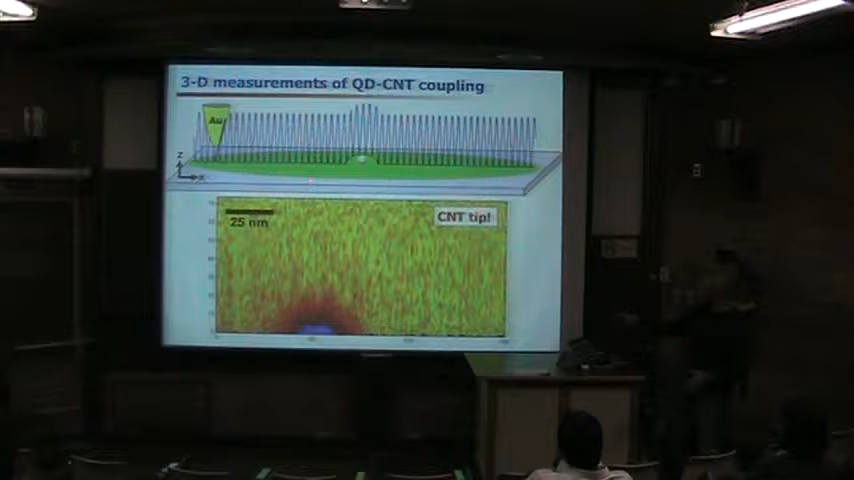 3-D measurements of QD-CNT coupling
Au
z
x
25 nm
CNT tip!